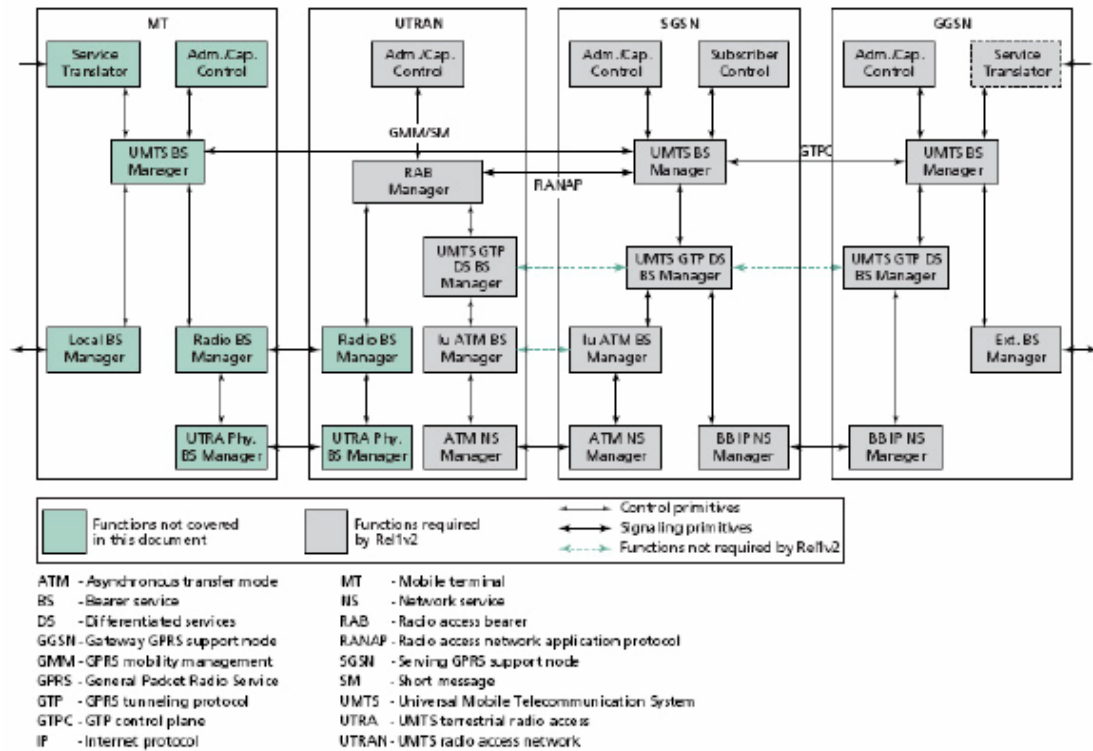 MT
UTRAN
SGSN
GGSN
Service
Translator
Adm./Cap.
Control
Adm./Cap.
Control
Adm./Cap.
Control
Subscriber
Control
Adm./Cap.
Control
Service
Translator
GMM/SM
UMTS BS
Manager
RAB
Manager
RANAP
UMTS BS
Manager
GTPC
UMTS BS
Manager
UMTS GTP
DS BS
Manager
UMTS GTP DS
BS Manager
UMTS GTP DS
BS Manager
Local BS
Manager
Radio BS
Manager
Radio BS
Manager
Iu ATM BS
Manager
Iu ATM BS
Manager
Ext. BS
Manager
UTRA Phy.
BS Manager
UTRA Phy.
BS Manager
ATM NS
Manager
ATM NS
Manager
BB IP NS
Manager
BB IP NS
Manager
Functions not covered
in this document
Functions required
by Rel1v2
Control primitives
Signaling primitives
Functions not required by Rel1v2
ATM - Asynchronous transfer mode
BS - Bearer service
DS - Differentiated services
GGSN - Gateway GPRS support node
GMM - GPRS mobility management
GPRS - General Packet Radio Service
GTP - GPRS tunneling protocol
GTPC - GTP control plane
IP - Internet protocol
MT - Mobile terminal
NS - Network service
RAB - Radio access bearer
RANAP - Radio access network application protocol
SGSN - Serving GPRS support node
SM - Short message
UMTS - Universal Mobile Telecommunication System
UTRA - UMTS terrestrial radio access
UTRAN - UMTS radio access network